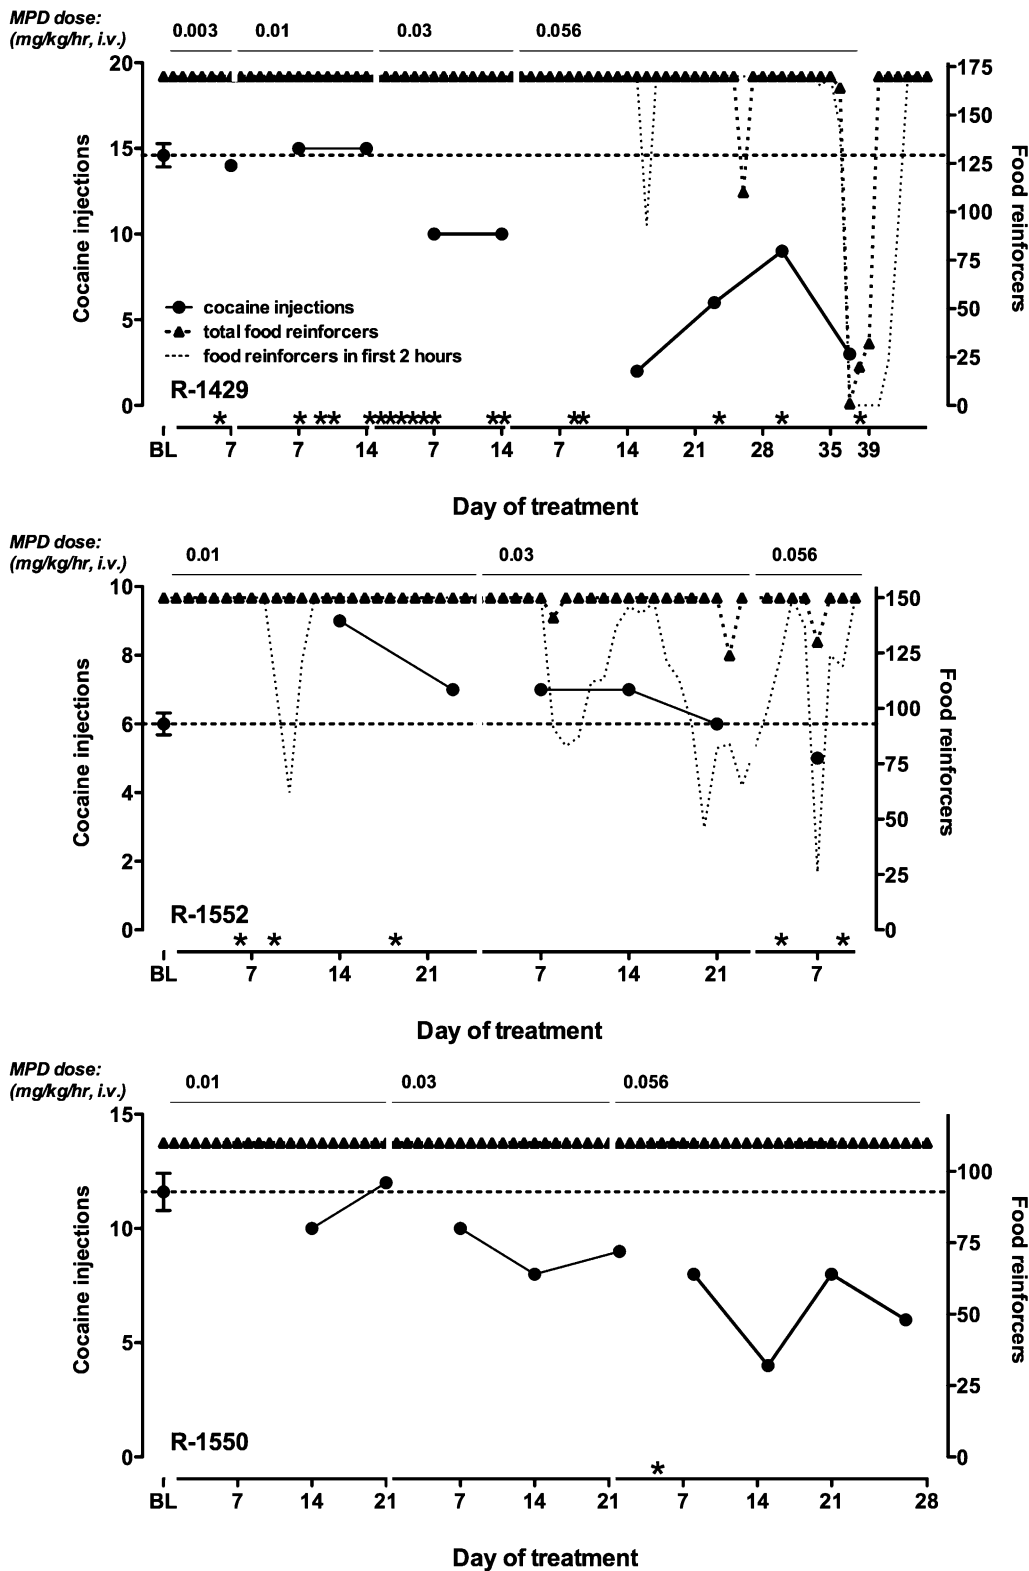 MPD dose:
(mg/kg/hr, i.v.)
0.003 0.01 0.03 0.056
20
15
10
5
0
Cocaine injections
175
150
125
100
75
50
25
0
Food reinforcers
cocaine injections
total food reinforcers
food reinforcers in first 2 hours
R-1429
* * ** ******* ** ** * * *
BL 7 7 14 7 14 7 14 21 28 35 39
Day of treatment
MPD dose:
(mg/kg/hr, i.v.)
0.01 0.03 0.056
10
8
6
4
2
0
Cocaine injections
150
125
100
75
50
25
0
Food reinforcers
R-1552
* * * * *
BL 7 14 21 7 14 21 7
Day of treatment
MPD dose:
(mg/kg/hr, i.v.)
0.01 0.03 0.056
15
10
5
0
Cocaine injections
100
75
50
25
0
Food reinforcers
R-1550
*
BL 7 14 21 7 14 21 7 14 21 28
Day of treatment